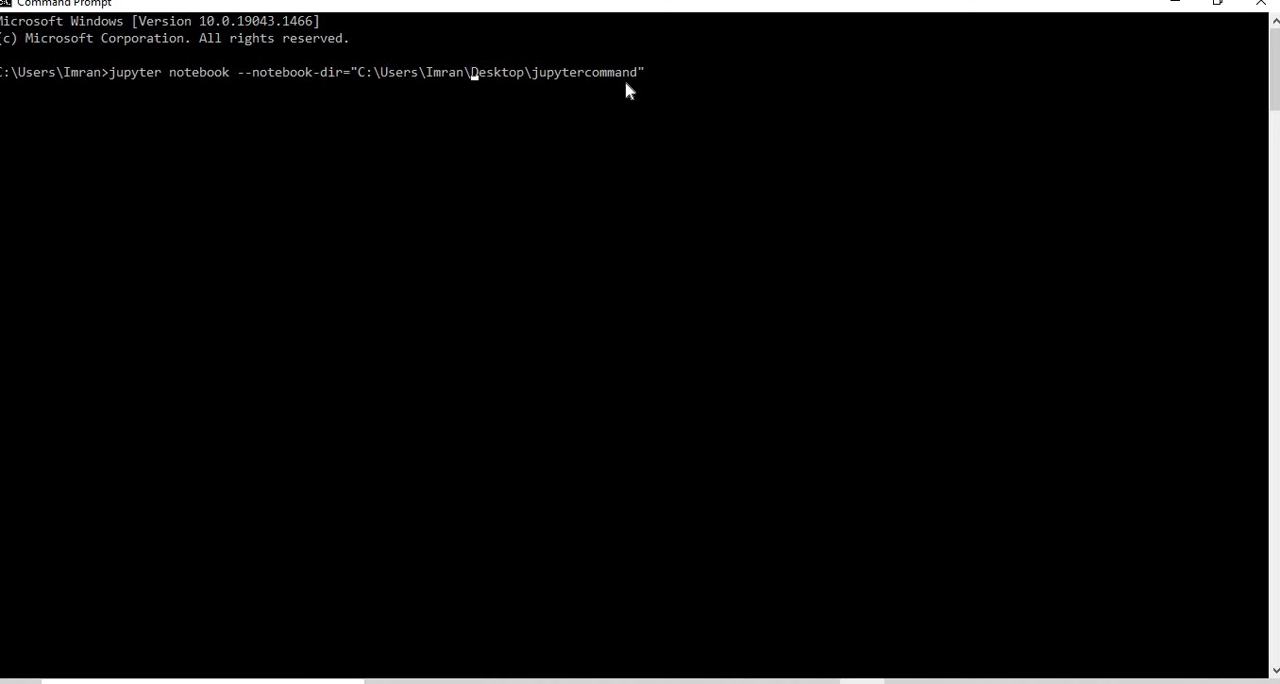 Command Prompt
Microsoft Windows [Version 10.0.19043.1466]
(c) Microsoft Corporation. All rights reserved.
C:\Users\Imran>jupyter notebook --notebook-dir="C:\Users\Imran\Desktop\jupytercommand"